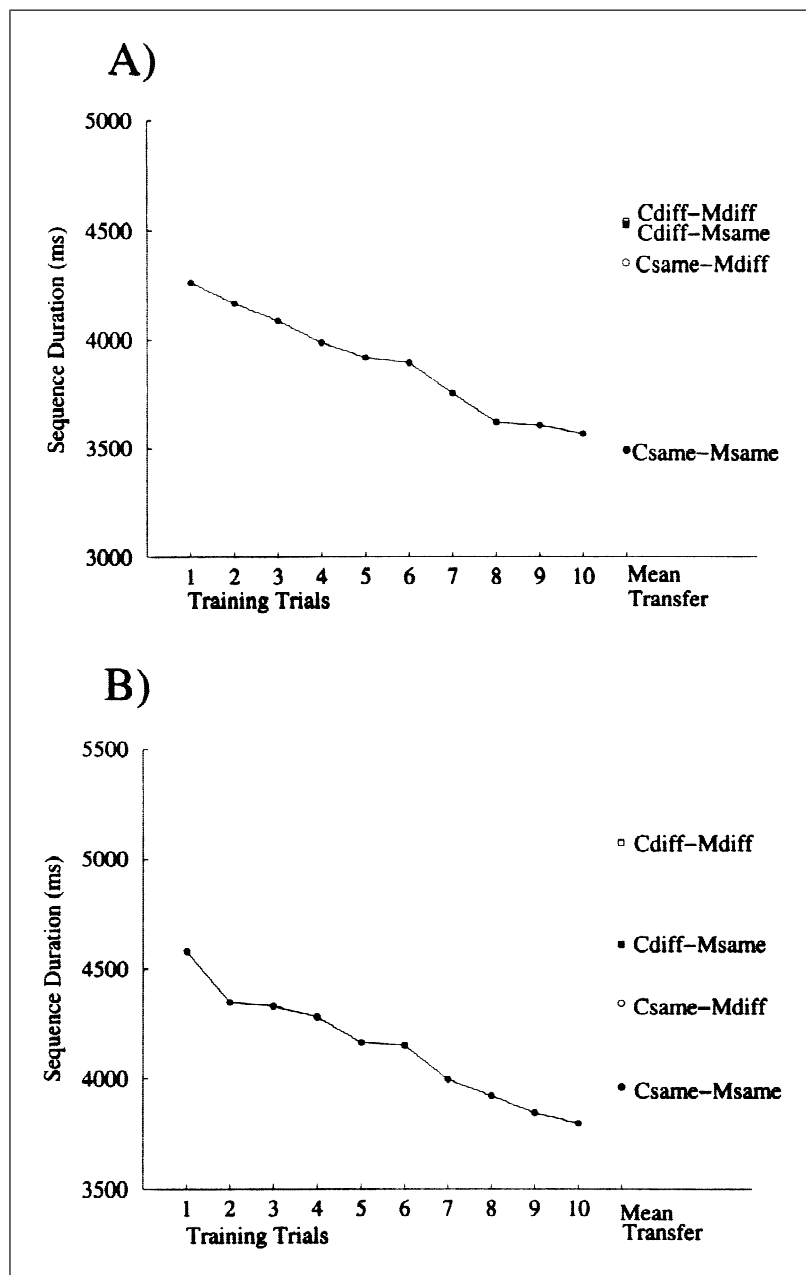 A)
5000
4500
4000
3500
3000
Sequence Duration (ms)
Cdiff–Mdiff
Cdiff–Msame
Csame–Mdiff
Csame–Msame
1 2 3 4 5 6 7 8 9 10 Mean
Training Trials Transfer
B)
5500
5000
4500
4000
3500
Sequence Duration (ms)
Cdiff–Mdiff
Cdiff–Msame
Csame–Mdiff
Csame–Msame
1 2 3 4 5 6 7 8 9 10 Mean
Training Trials Transfer